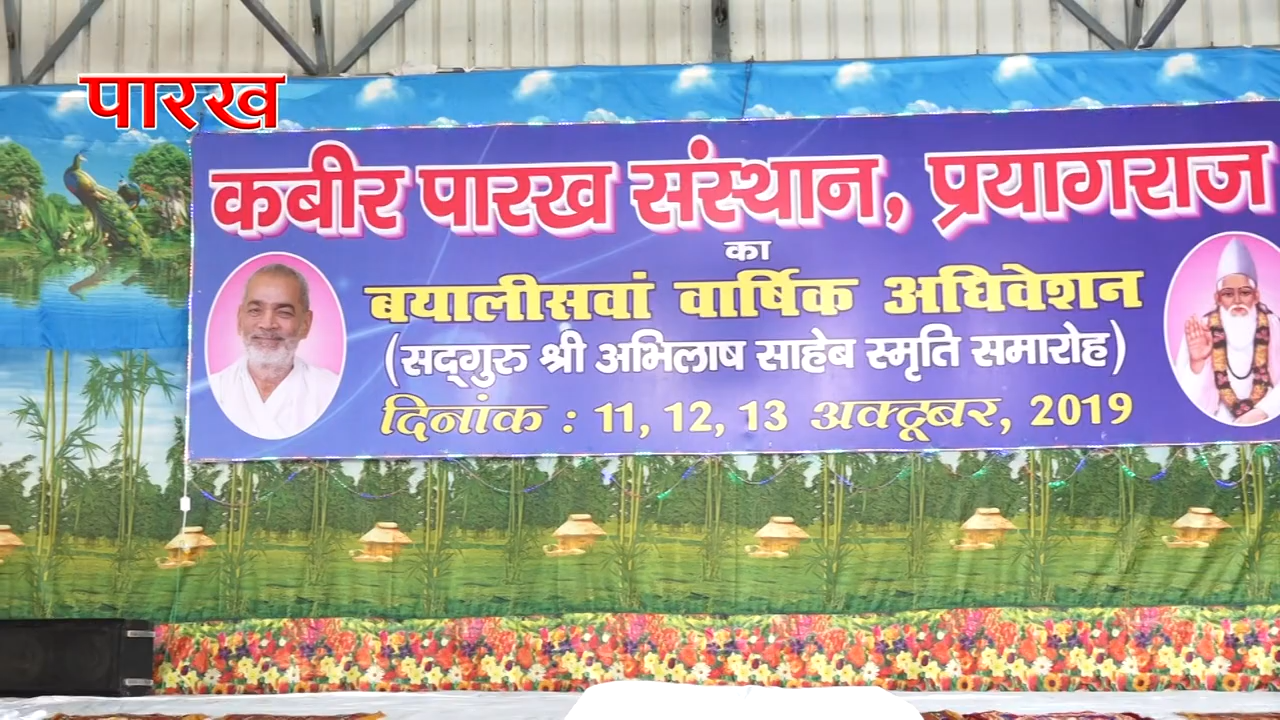 पारख
कबीर पारख संस्थान, प्रयागराज
का
बयालीसवां वार्षिक अधिवेशन
(सद्गुरु श्री अभिलाष साहेब स्मृति समारोह)
दिनांक : 11, 12, 13 अक्टूबर, 2019